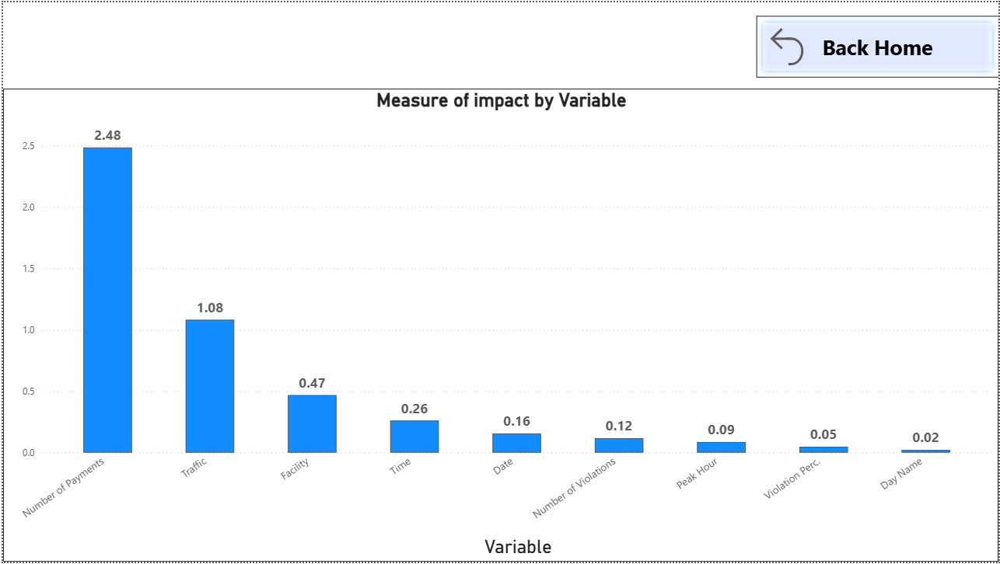 Back Home
Measure of impact by Variable
2.5
2.0
1.5
1.0
0.5
0.0
2.48
1.08
0.47
0.26
0.16
0.12
0.09
0.05
0.02
Number of Payments
Traffic
Facility
Time
Date
Number of Violations
Peak Hour
Violation Perc.
Day Name
Variable